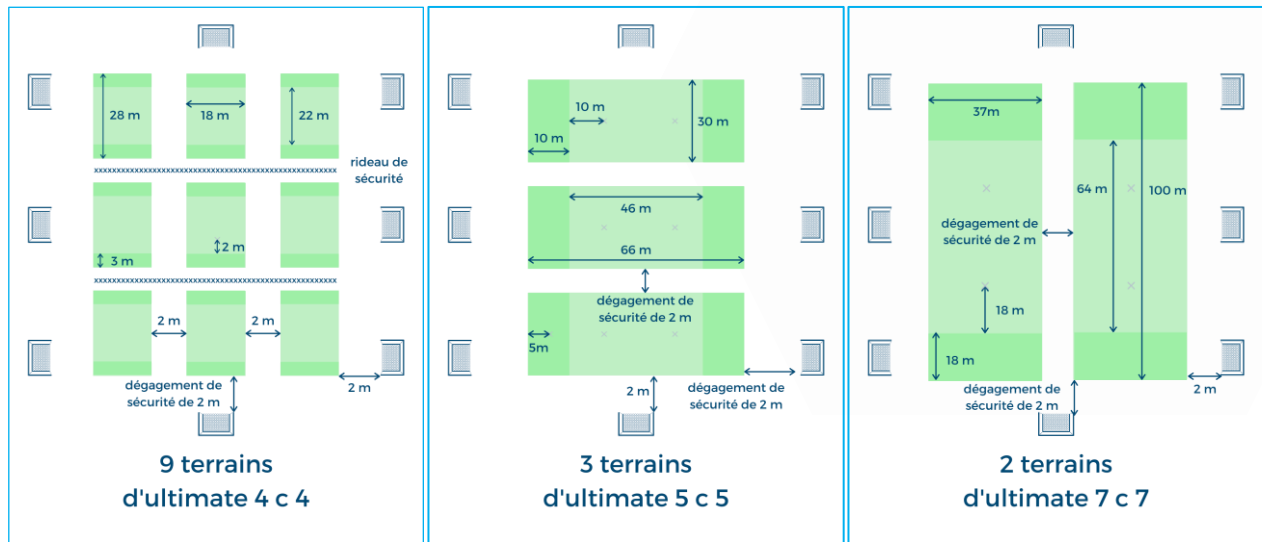 28 m
18 m
22 m
rideau de
sécurité
2 m
3 m
2 m
2 m
dégagement de
sécurité de 2 m
2 m
9 terrains
d'ultimate 4 c 4
10 m
10 m
30 m
46 m
66 m
dégagement de
sécurité de 2 m
5m
2 m
dégagement de
sécurité de 2 m
3 terrains
d'ultimate 5 c 5
37m
64 m
100 m
dégagement de
sécurité de 2 m
18 m
18 m
dégagement de
sécurité de 2 m
2 m
2 terrains
d'ultimate 7 c 7